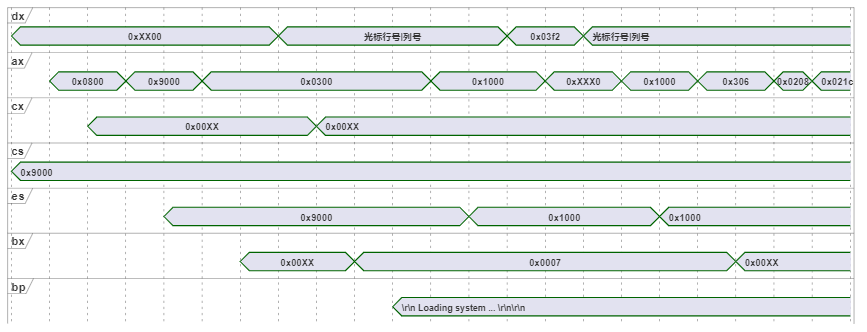 dx
0xXX00 光标行号|列号 0x03f2 光标行号|列号
ax
0x0800 0x9000 0x0300 0x1000 0xXXX0 0x1000 0x306 0x0208 0x021c
cx
0x00XX 0x00XX
cs
0x9000
es
0x9000 0x1000 0x1000
bx
0x00XX 0x0007 0x00XX
bp
\r\n Loading system ... \r\n\r\n